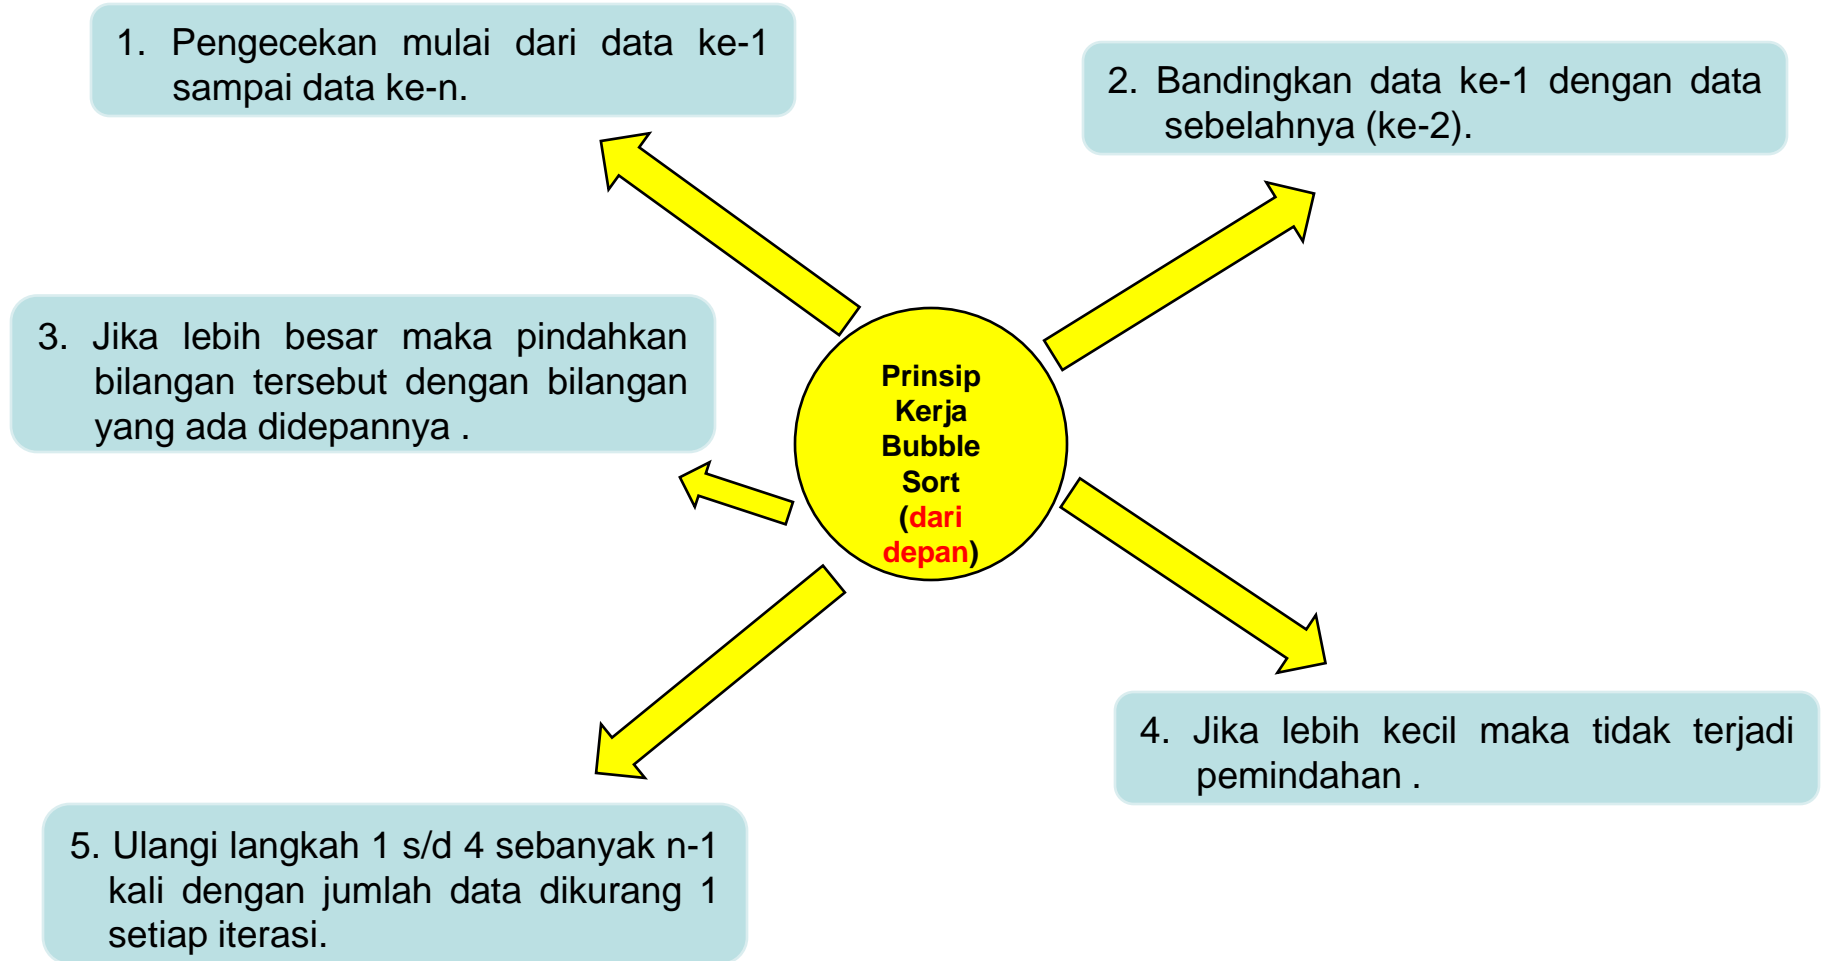 1. Pengecekan mulai dari data ke-1
sampai data ke-n.
2. Bandingkan data ke-1 dengan data
sebelahnya (ke-2).
3. Jika lebih besar maka pindahkan
bilangan tersebut dengan bilangan
yang ada didepannya .
Prinsip
Kerja
Bubble
Sort
(dari
depan)
4. Jika lebih kecil maka tidak terjadi
pemindahan .
5. Ulangi langkah 1 s/d 4 sebanyak n-1
kali dengan jumlah data dikurang 1
setiap iterasi.